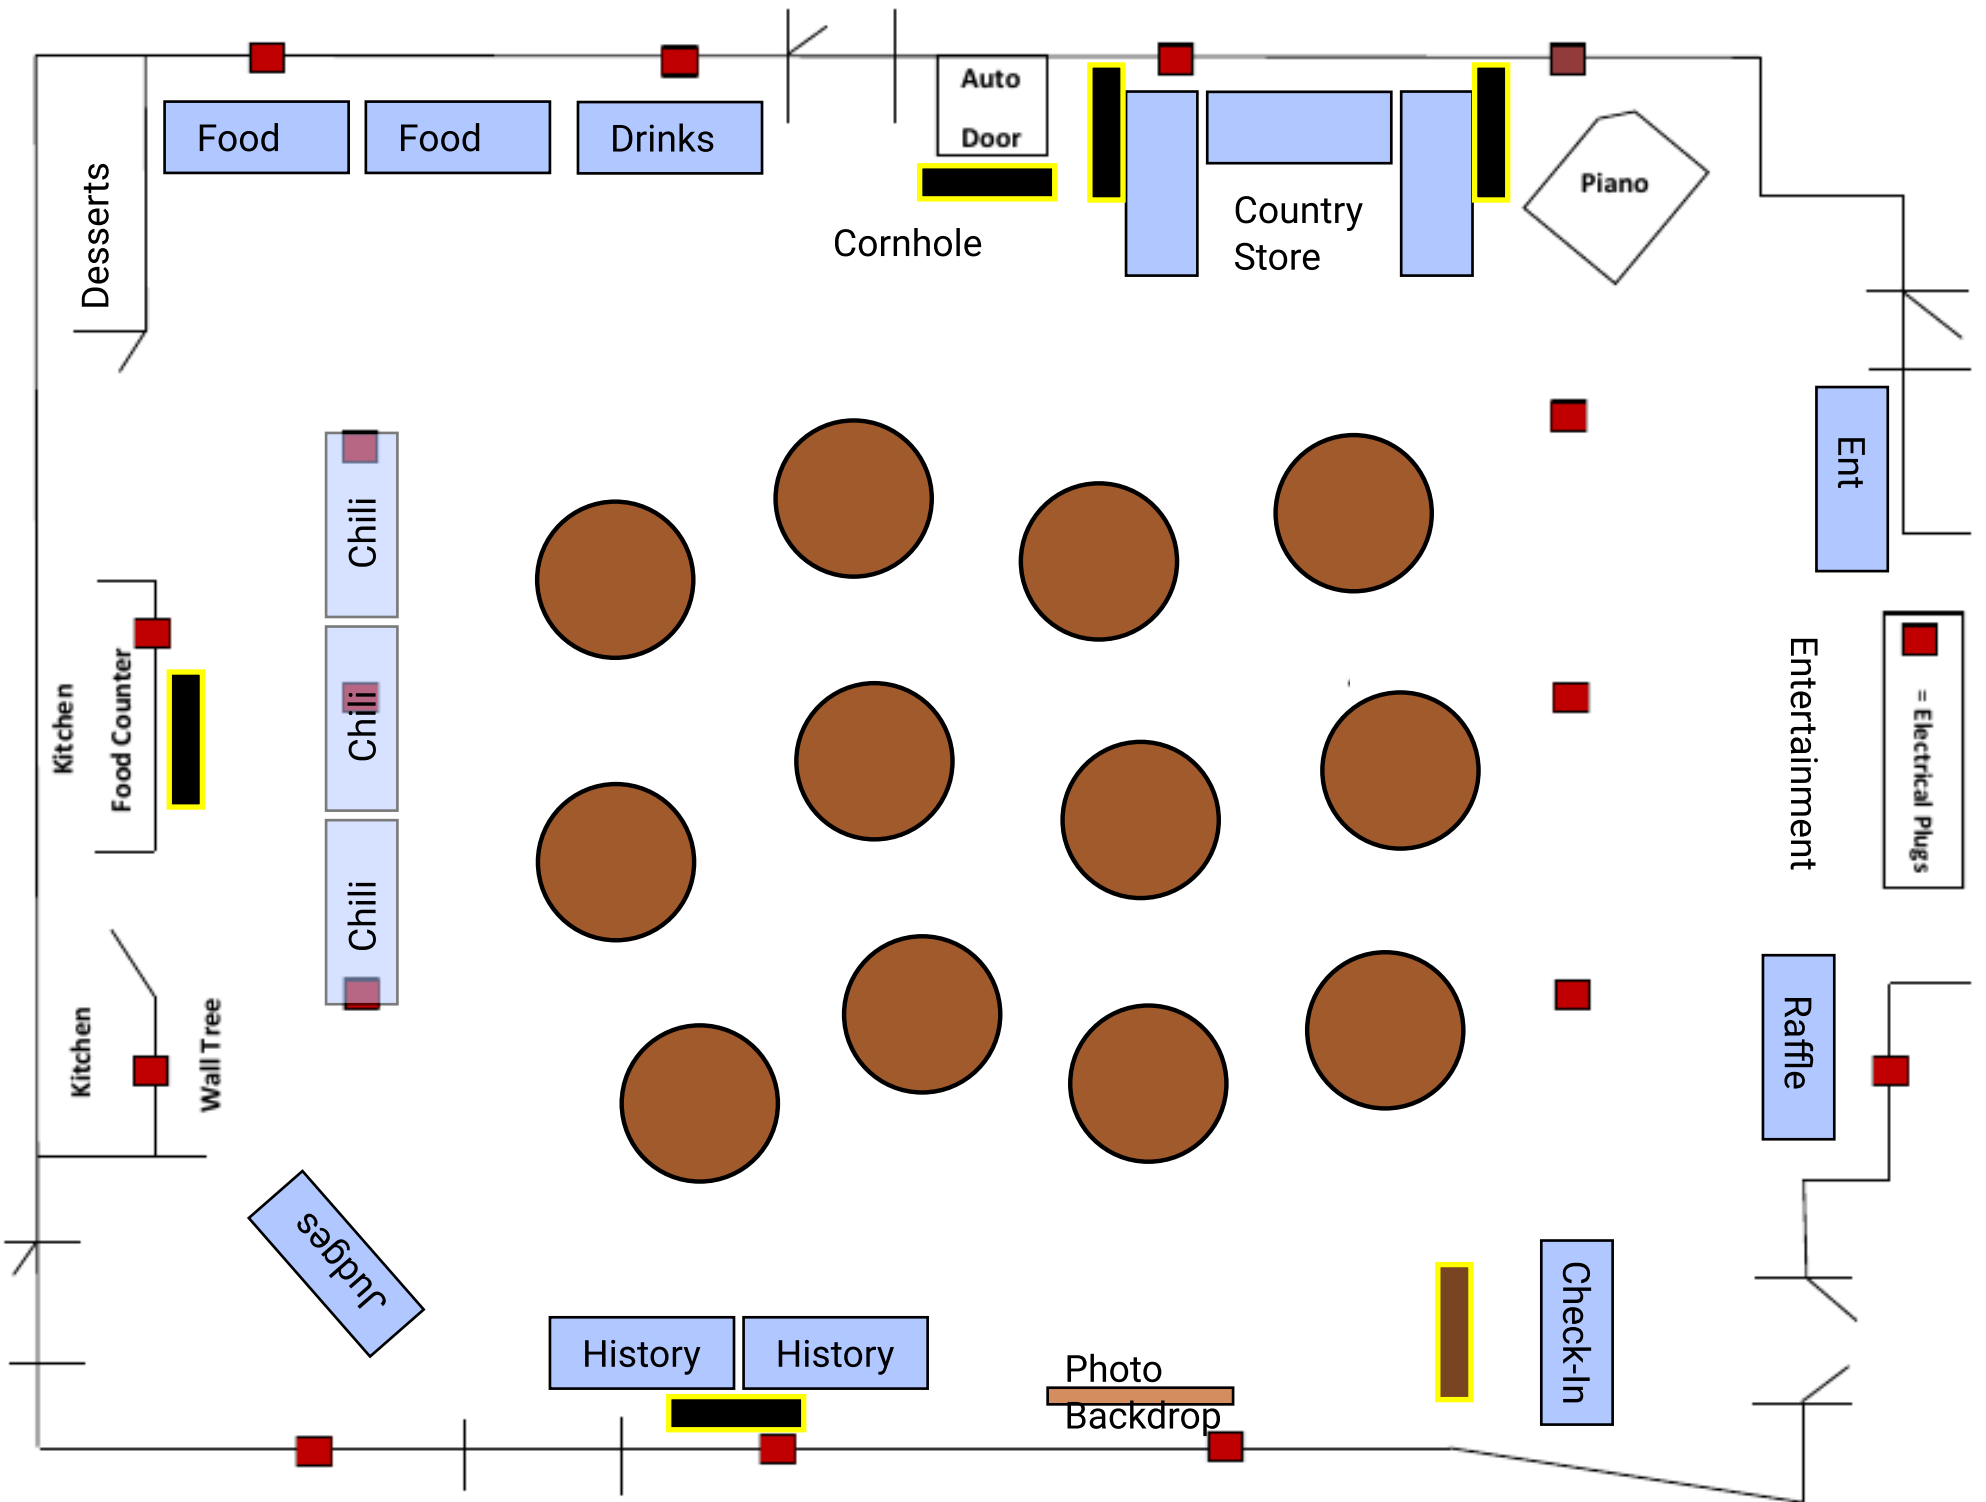 Auto
Door
Food
Food
Drinks
Piano
Desserts
Country
Store
Cornhole
Ent
Chili
Chili
Chili
Kitchen
Food Counter
Entertainment
= Electrical Plugs
Kitchen
Wall Tree
Raffle
Judges
History
History
Photo
Backdrop
Check-In